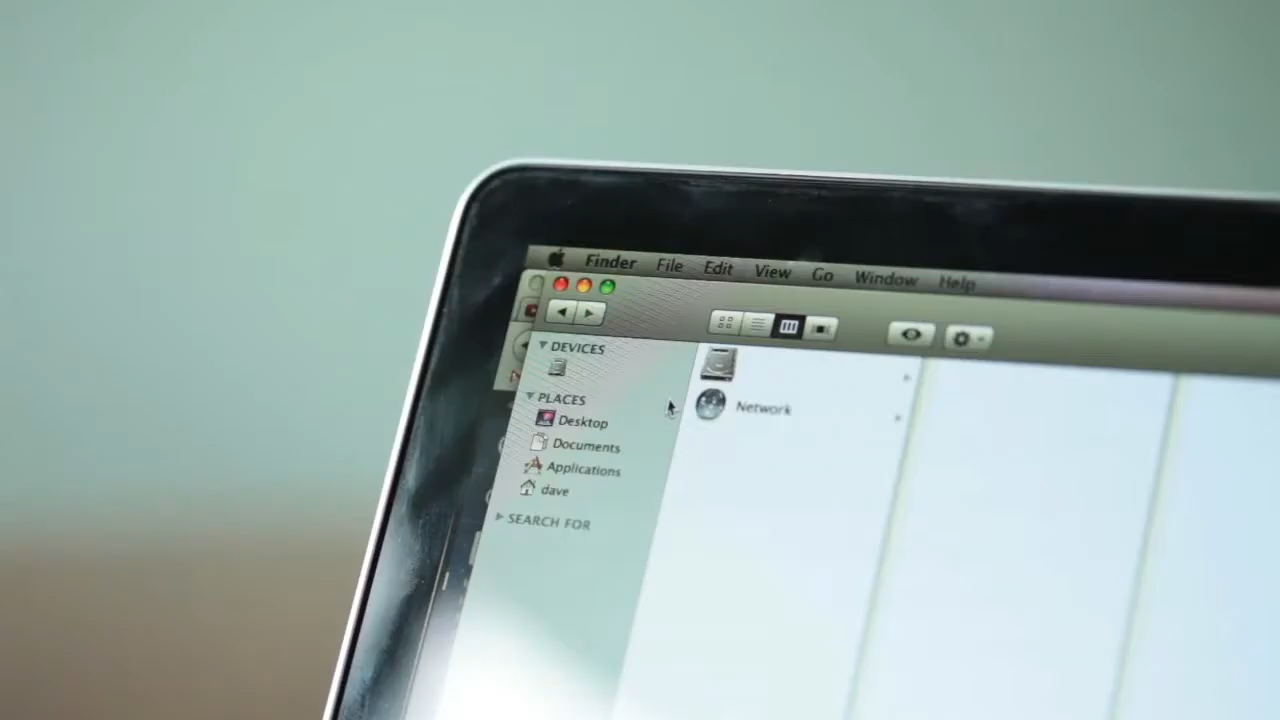 Finder File Edit View Go Window Help
DEVICES
PLACES
Desktop
Documents
Applications
dave
SEARCH FOR
Network